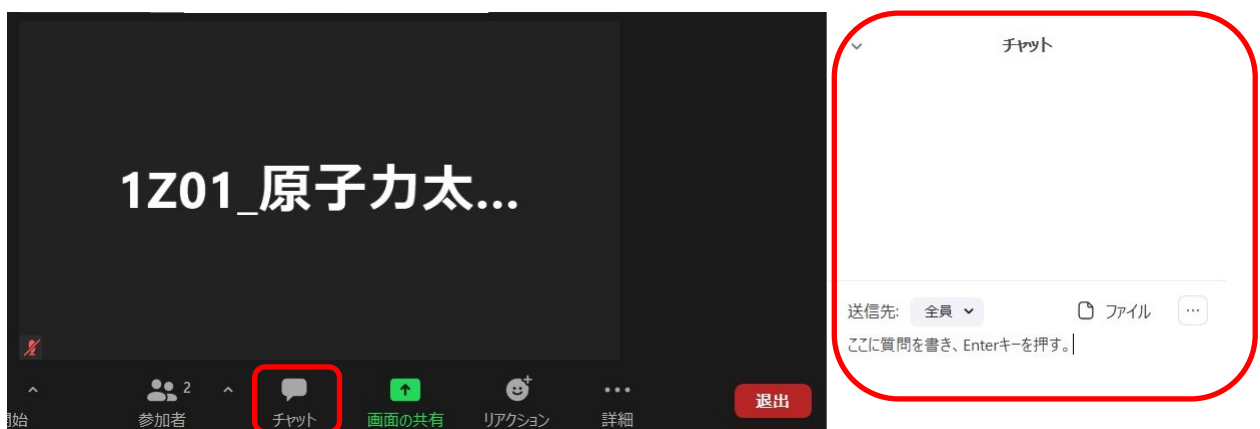 1Z01_原子力太...
2
始
参加者
チャット
画面の共有
リアクション
詳細
退出
チャット
送信先: 全員
ファイル
ここに質問を書き、Enterキーを押す。